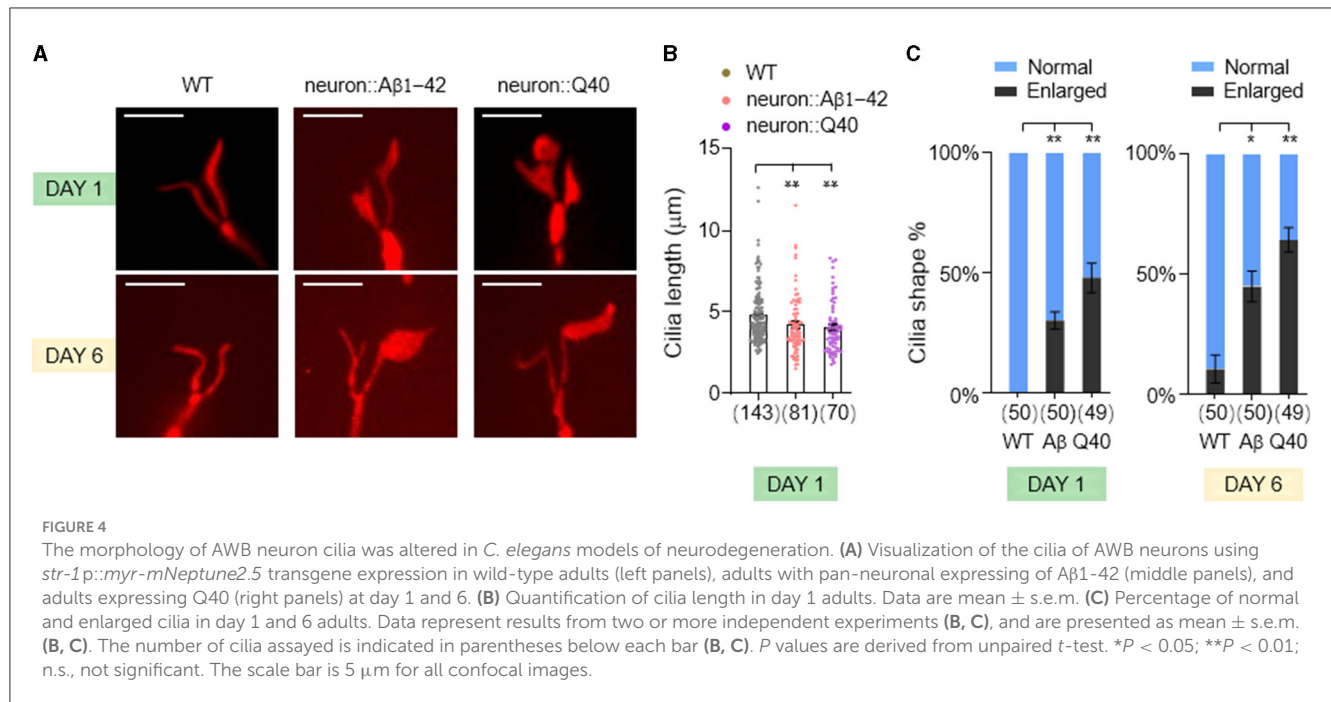 A
WT
neuron::Aβ1–42
neuron::Q40
DAY 1
DAY 6
B
WT
neuron::Aβ1–42
neuron::Q40
Cilia length (μm)
15
10
5
0
** **
(143) (81) (70)
DAY 1
C
Normal
Enlarged
Normal
Enlarged
** **
* **
Cilia shape %
100%
50%
0%
100%
50%
0%
(50) (50) (49)
WT Aβ Q40
DAY 1
(50) (50) (49)
WT Aβ Q40
DAY 6
FIGURE 4
The morphology of AWB neuron cilia was altered in C. elegans models of neurodegeneration. (A) Visualization of the cilia of AWB neurons using
str-1p::myr-mNeptune2.5 transgene expression in wild-type adults (left panels), adults with pan-neuronal expressing of Aβ1-42 (middle panels), and
adults expressing Q40 (right panels) at day 1 and 6. (B) Quantification of cilia length in day 1 adults. Data are mean ± s.e.m. (C) Percentage of normal
and enlarged cilia in day 1 and 6 adults. Data represent results from two or more independent experiments (B, C), and are presented as mean ± s.e.m.
(B, C). The number of cilia assayed is indicated in parentheses below each bar (B, C). P values are derived from unpaired t-test. *P < 0.05; **P < 0.01;
n.s., not significant. The scale bar is 5 μm for all confocal images.